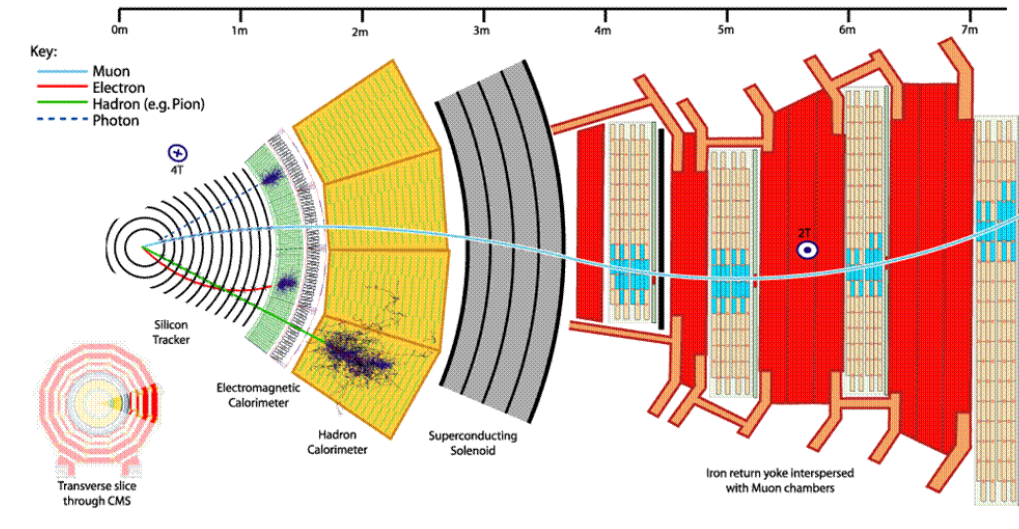 0m
1m
2m
3m
4m
5m
6m
7m
Key:
Muon
Electron
Hadron (e.g. Pion)
Photon
4T
2T
Silicon
Tracker
Electromagnetic
Calorimeter
Hadron
Calorimeter
Superconducting
Solenoid
Iron return yoke interspersed
with Muon chambers
Transverse slice
through CMS